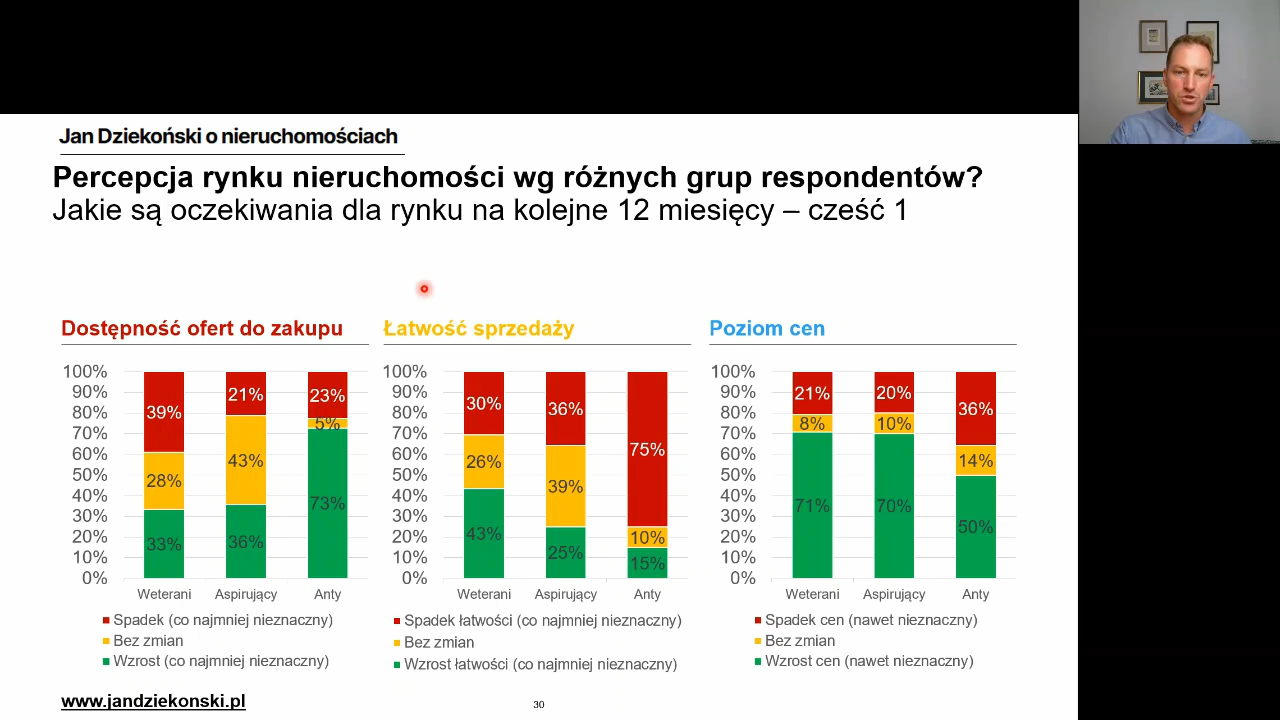 Jan Dziekoński o nieruchomościach
Percepcja rynku nieruchomości wg różnych grup respondentów?
Jakie są oczekiwania dla rynku na kolejne 12 miesięcy – cześć 1
Dostępność ofert do zakupu
100%
90%
80%
70%
60%
50%
40%
30%
20%
10%
0%
39%
28%
33%
21%
43%
36%
23%
5%
73%
Weterani
Aspirujący
Anty
Spadek (co najmniej nieznaczny)
Bez zmian
Wzrost (co najmniej nieznaczny)
Łatwość sprzedaży
100%
90%
80%
70%
60%
50%
40%
30%
20%
10%
0%
30%
26%
43%
36%
39%
25%
75%
10%
15%
Weterani
Aspirujący
Anty
Spadek łatwości (co najmniej nieznaczny)
Bez zmian
Wzrost łatwości (co najmniej nieznaczny)
Poziom cen
100%
90%
80%
70%
60%
50%
40%
30%
20%
10%
0%
21%
8%
71%
20%
10%
70%
36%
14%
50%
Weterani
Aspirujący
Anty
Spadek cen (nawet nieznaczny)
Bez zmian
Wzrost cen (nawet nieznaczny)
www.jandziekonski.pl
30